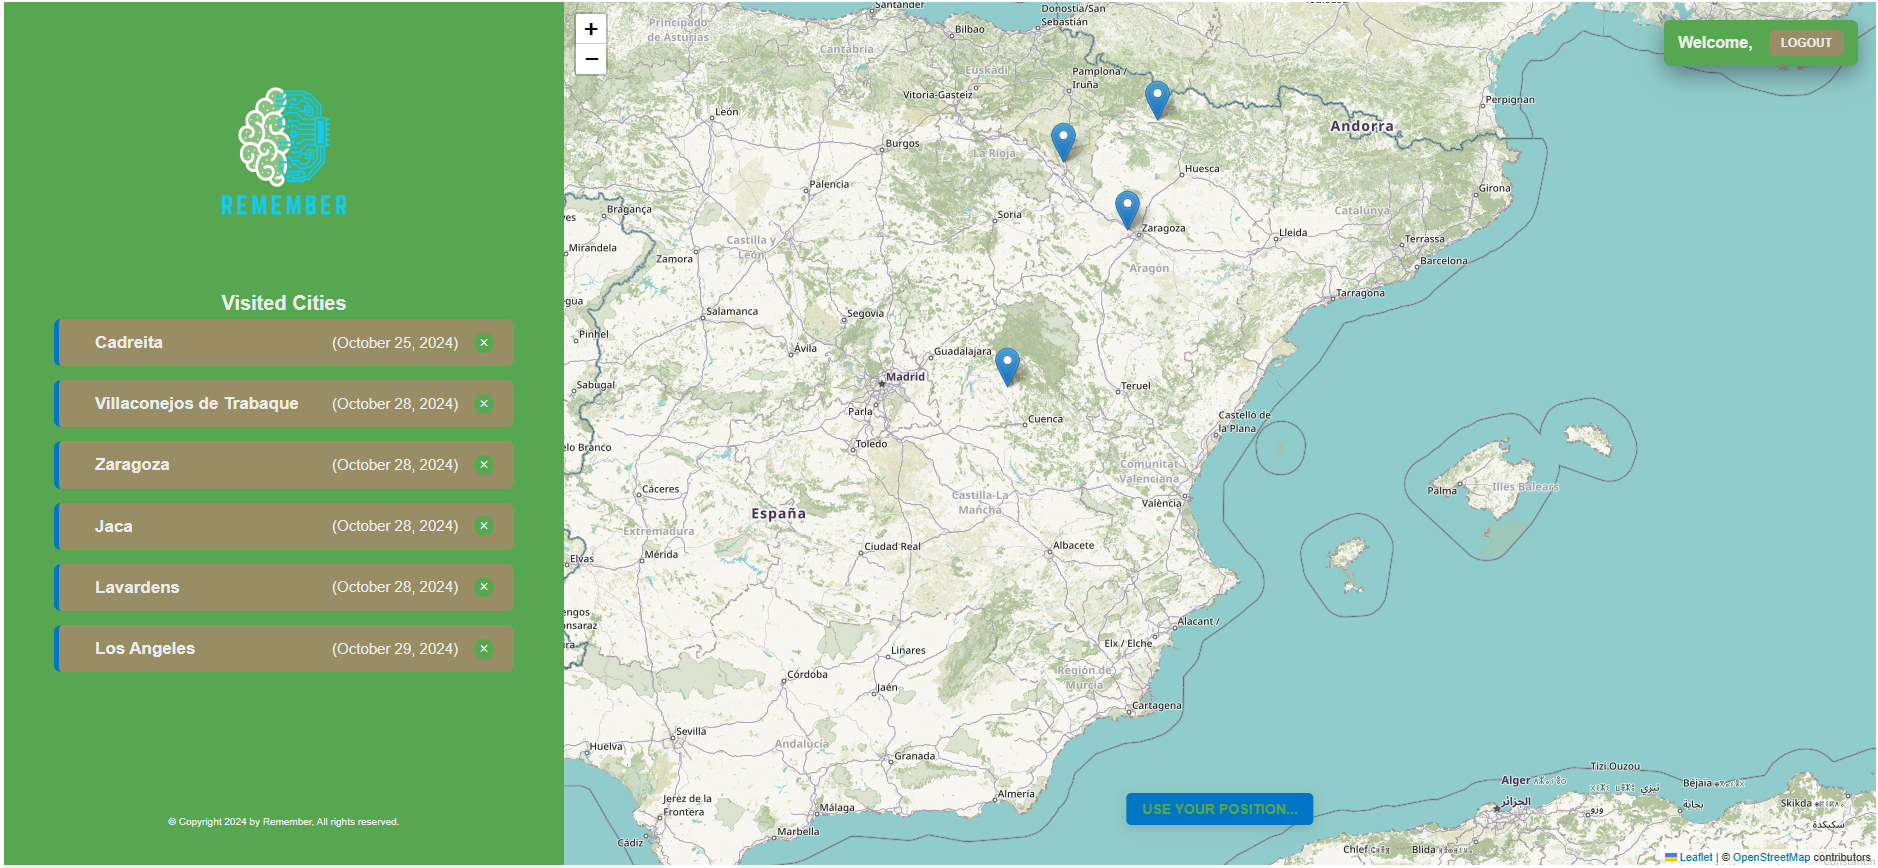 REMEMBER
Visited Cities
Cadreita (October 25, 2024) ×
Villaconejos de Trabaque (October 28, 2024) ×
Zaragoza (October 28, 2024) ×
Jaca (October 28, 2024) ×
Lavardens (October 28, 2024) ×
Los Angeles (October 29, 2024) ×
© Copyright 2024 by Remember, All rights reserved.
+
−
Welcome, LOGOUT
Santander
Donostia/San
Sebastián
Principado
de Asturias
Bilbao
Cantabria
Euskadi
Pamplona /
Iruña
Vitoria-Gasteiz
León
Perpignan
Andorra
Burgos
La Rioja
Huesca
Palencia
Girona
Bragança
Soria
Catalunya
Zaragoza
Lleida
Mirandela
Castilla y
León
Terrassa
Zamora
Barcelona
Aragón
Tarragona
Salamanca
Segovia
Pinhel
Ávila
Guadalajara
Madrid
Sabugal
Teruel
Parla
Cuenca
Castelló de
la Plana
Toledo
elo Branco
Comunitat
Valenciana
Cáceres
Castilla-La
Mancha
Palma
Illes Balears
València
España
Extremadura
Ciudad Real
Albacete
Elvas
Mérida
Alacant /
Elx / Elche
Linares
Región de
Murcia
Córdoba
Jaén
Cartagena
Sevilla
Andalucía
Huelva
Granada
Tizi Ouzou
Alger
الجزائر
Béjaïa
بجاية
تيزي وزو
Almería
Jerez de la
Frontera
Málaga
Skikda
سكيكدة
USE YOUR POSITION...
Marbella
Cádiz
Chlef
Blida
Leaflet | © OpenStreetMap contributors